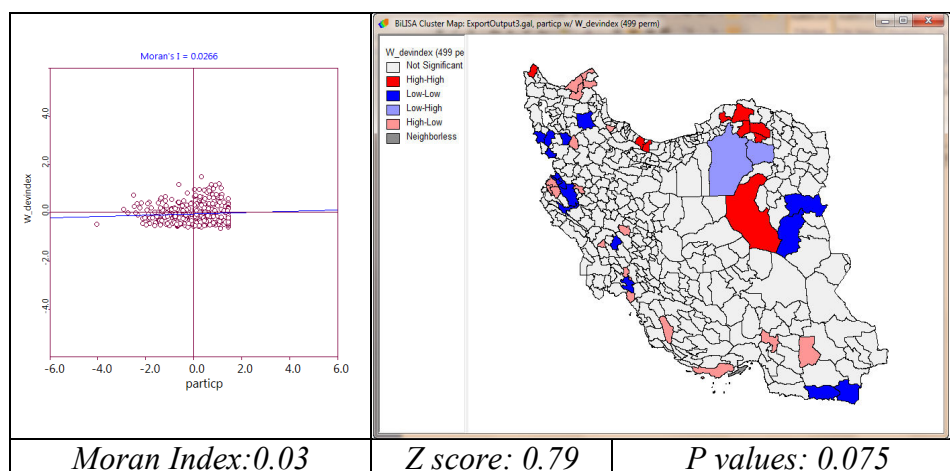 Moran's I = 0.0266
W_devindex
4.0
2.0
0.0
-2.0
-4.0
-6.0
-4.0
-2.0
0.0
2.0
4.0
6.0
particp
BiLISA Cluster Map: ExportOutput3.gal, particp w/ W_devindex (499 perm)
W_devindex (499 pe
Not Significant
High-High
Low-Low
Low-High
High-Low
Neighborless
Moran Index:0.03
Z score: 0.79
P values: 0.075